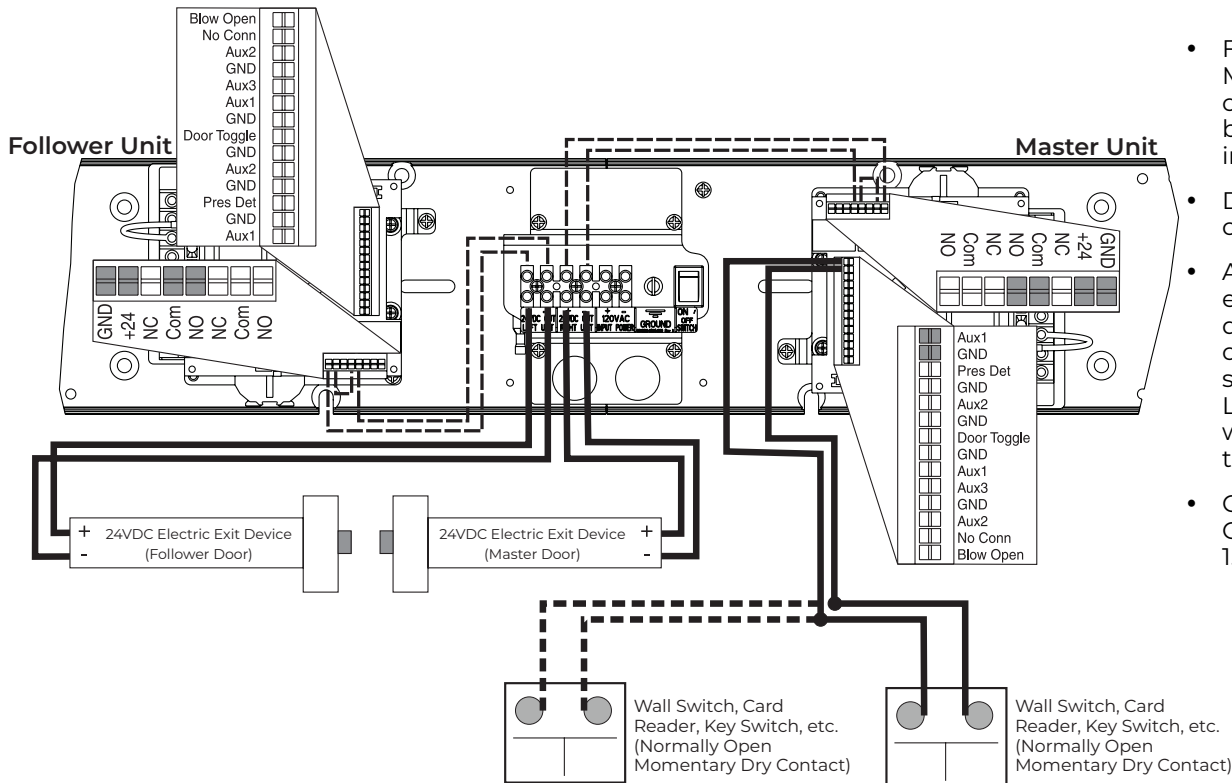 Blow Open
No Conn
Aux2
GND
Aux3
Aux1
GND
Door Toggle
GND
Aux2
GND
Pres Det
GND
Aux1
Follower Unit
Master Unit
GND
+24
NC
Com
NO
NC
Com
NO
NO
Com
NC
NO
Com
NC
+24
GND
Aux1
GND
Pres Det
GND
Aux2
GND
Door Toggle
GND
Aux1
Aux3
GND
Aux2
No Conn
Blow Open
120VAC
INPUT POWER
GROUND
ON /
OFF
SWITCH
+ 24VDC Electric Exit Device
- (Follower Door)
24VDC Electric Exit Device +
(Master Door) -
Wall Switch, Card
Reader, Key Switch, etc.
(Normally Open
Momentary Dry Contact)
Wall Switch, Card
Reader, Key Switch, etc.
(Normally Open
Momentary Dry Contact)